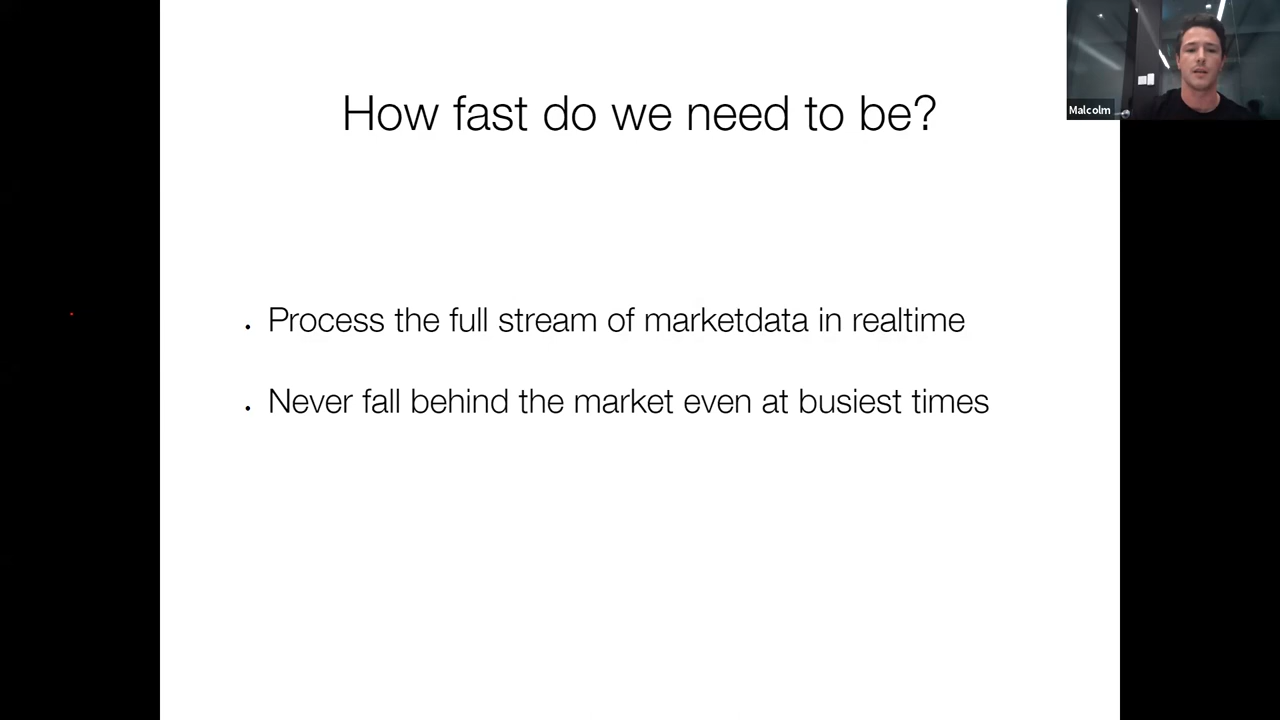 How fast do we need to be?
Malcolm
• Process the full stream of marketdata in realtime
• Never fall behind the market even at busiest times